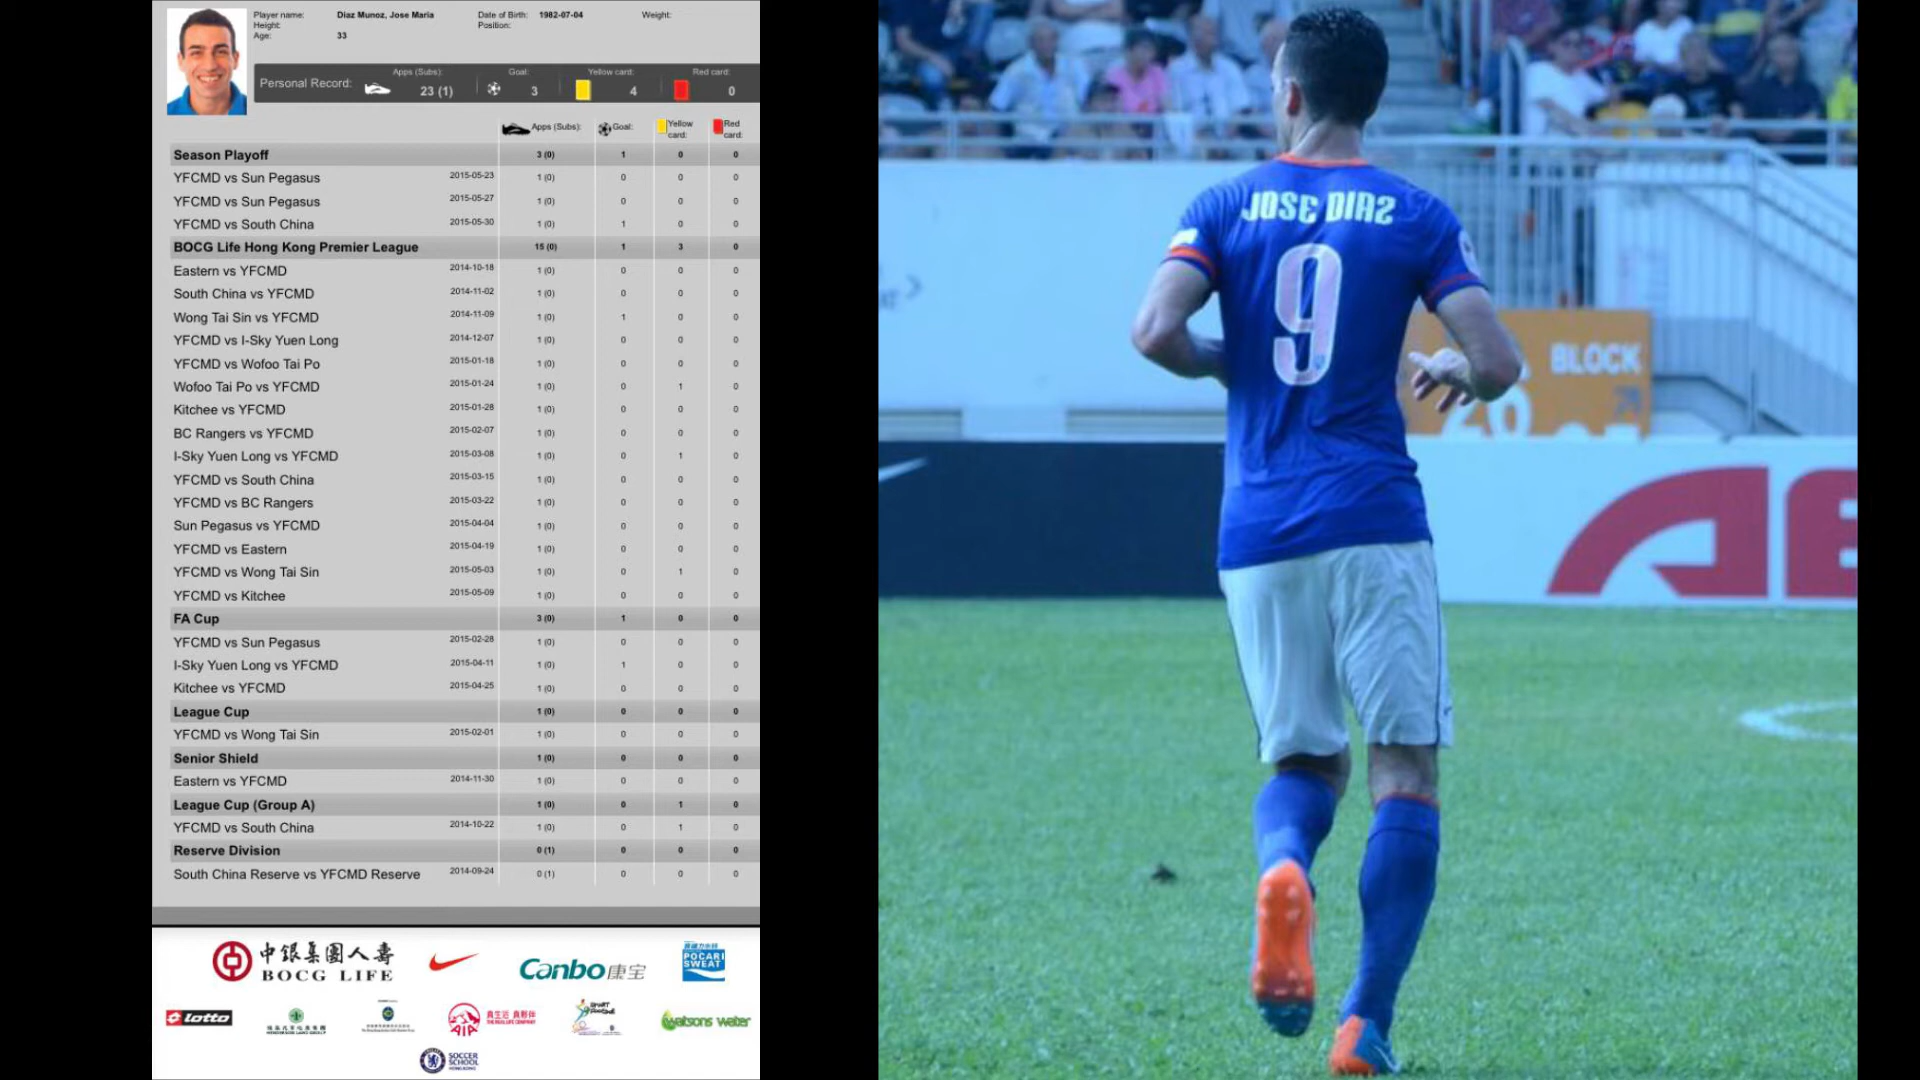 Player name: Diaz Munoz, Jose Maria Date of Birth: 1982-07-04 Weight:
Height: Position:
Age: 33
Personal Record: Apps (Subs): 23 (1) Goal: 3 Yellow card: 4 Red card: 0
Apps (Subs): Goal: Yellow card: Red card:
Season Playoff 3 (0) 1 0 0
YFCMD vs Sun Pegasus 2015-05-23 1 (0) 0 0 0
YFCMD vs Sun Pegasus 2015-05-27 1 (0) 0 0 0
YFCMD vs South China 2015-05-30 1 (0) 1 0 0
BOCG Life Hong Kong Premier League 15 (0) 1 3 0
Eastern vs YFCMD 2014-10-18 1 (0) 0 0 0
South China vs YFCMD 2014-11-02 1 (0) 0 0 0
Wong Tai Sin vs YFCMD 2014-11-09 1 (0) 1 0 0
YFCMD vs I-Sky Yuen Long 2014-12-07 1 (0) 0 0 0
YFCMD vs Wofoo Tai Po 2015-01-18 1 (0) 0 0 0
Wofoo Tai Po vs YFCMD 2015-01-24 1 (0) 0 1 0
Kitchee vs YFCMD 2015-01-28 1 (0) 0 0 0
BC Rangers vs YFCMD 2015-02-07 1 (0) 0 0 0
I-Sky Yuen Long vs YFCMD 2015-03-08 1 (0) 0 1 0
YFCMD vs South China 2015-03-15 1 (0) 0 0 0
YFCMD vs BC Rangers 2015-03-22 1 (0) 0 0 0
Sun Pegasus vs YFCMD 2015-04-04 1 (0) 0 0 0
YFCMD vs Eastern 2015-04-19 1 (0) 0 0 0
YFCMD vs Wong Tai Sin 2015-05-03 1 (0) 0 1 0
YFCMD vs Kitchee 2015-05-09 1 (0) 0 0 0
FA Cup 3 (0) 1 0 0
YFCMD vs Sun Pegasus 2015-02-28 1 (0) 0 0 0
I-Sky Yuen Long vs YFCMD 2015-04-11 1 (0) 1 0 0
Kitchee vs YFCMD 2015-04-25 1 (0) 0 0 0
League Cup 1 (0) 0 0 0
YFCMD vs Wong Tai Sin 2015-02-01 1 (0) 0 0 0
Senior Shield 1 (0) 0 0 0
Eastern vs YFCMD 2014-11-30 1 (0) 0 0 0
League Cup (Group A) 1 (0) 0 1 0
YFCMD vs South China 2014-10-22 1 (0) 0 1 0
Reserve Division 0 (1) 0 0 0
South China Reserve vs YFCMD Reserve 2014-09-24 0 (1) 0 0 0
中銀集團人壽
BOCG LIFE
Canbo 康宝
POCARI SWEAT
lotto
HENDERSON LAND GROUP
AIA 真生活 真夥伴
THE REAL LIFE COMPANY
watsons water
SOCCER SCHOOL
HONG KONG
JOSE DIAZ
9
BLOCK
20